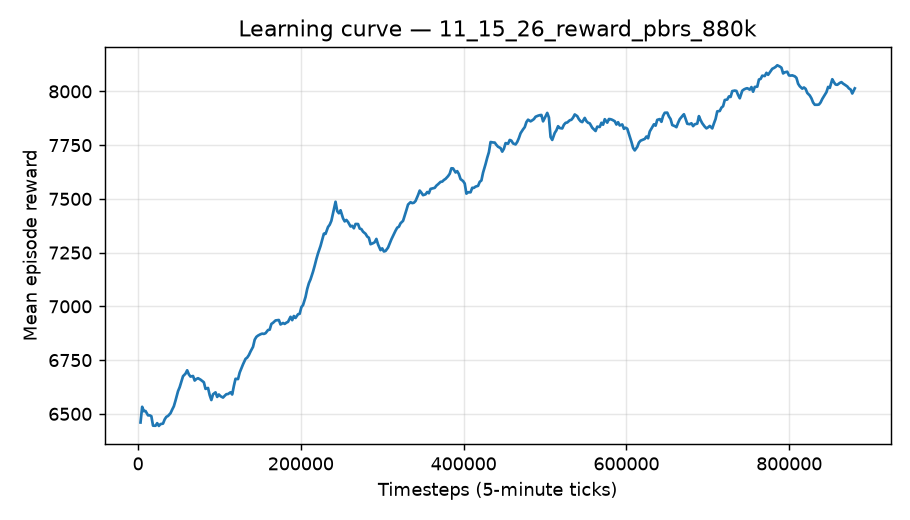 Learning curve — 11_15_26_reward_pbrs_880k
Mean episode reward
8000
7750
7500
7250
7000
6750
6500
0 200000 400000 600000 800000
Timesteps (5-minute ticks)